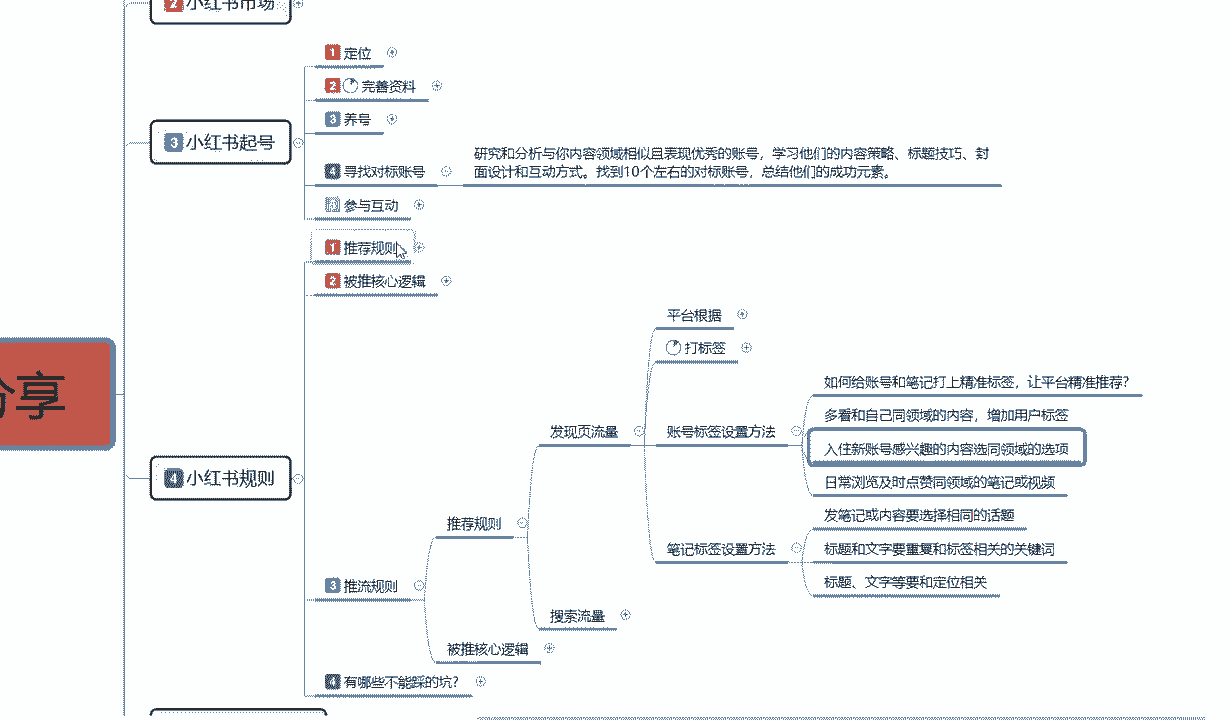 2 小红书市场
1 定位
2 完善资料
3 小红书起号
3 养号
研究和分析与你内容领域相似且表现优秀的账号，学习他们的内容策略、标题技巧、封
4 寻找对标账号
面设计和互动方式。找到10个左右的对标账号，总结他们的成功元素。
参与互动
1 推荐规则
2 被推核心逻辑
平台根据
打标签
分享
如何给账号和笔记打上精准标签，让平台精准推荐？
多看和自己同领域的内容，增加用户标签
发现页流量
账号标签设置方法
入住新账号感兴趣的内容选同领域的选项
4 小红书规则
日常浏览及时点赞同领域的笔记或视频
推荐规则
发笔记或内容要选择相同的话题
笔记标签设置方法
标题和文字要重复和标签相关的关键词
3 推流规则
标题、文字等要和定位相关
搜索流量
被推核心逻辑
4 有哪些不能踩的坑？